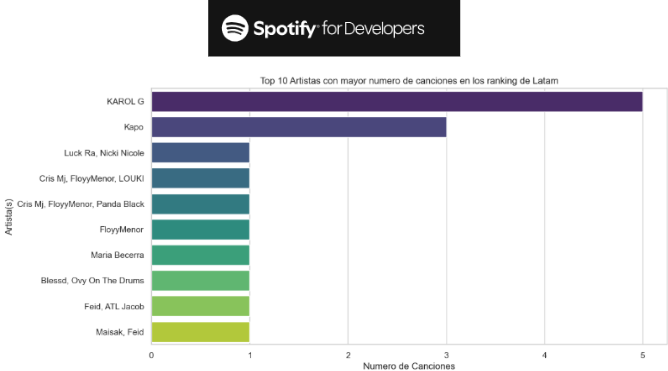 Spotify® for Developers
Top 10 Artistas con mayor numero de canciones en los ranking de Latam
Artista(s)
KAROL G
Kapo
Luck Ra, Nicki Nicole
Cris Mj, FloyyMenor, LOUKI
Cris Mj, FloyyMenor, Panda Black
FloyyMenor
Maria Becerra
Blessd, Ovy On The Drums
Feid, ATL Jacob
Maisak, Feid
0 1 2 3 4 5
Numero de Canciones